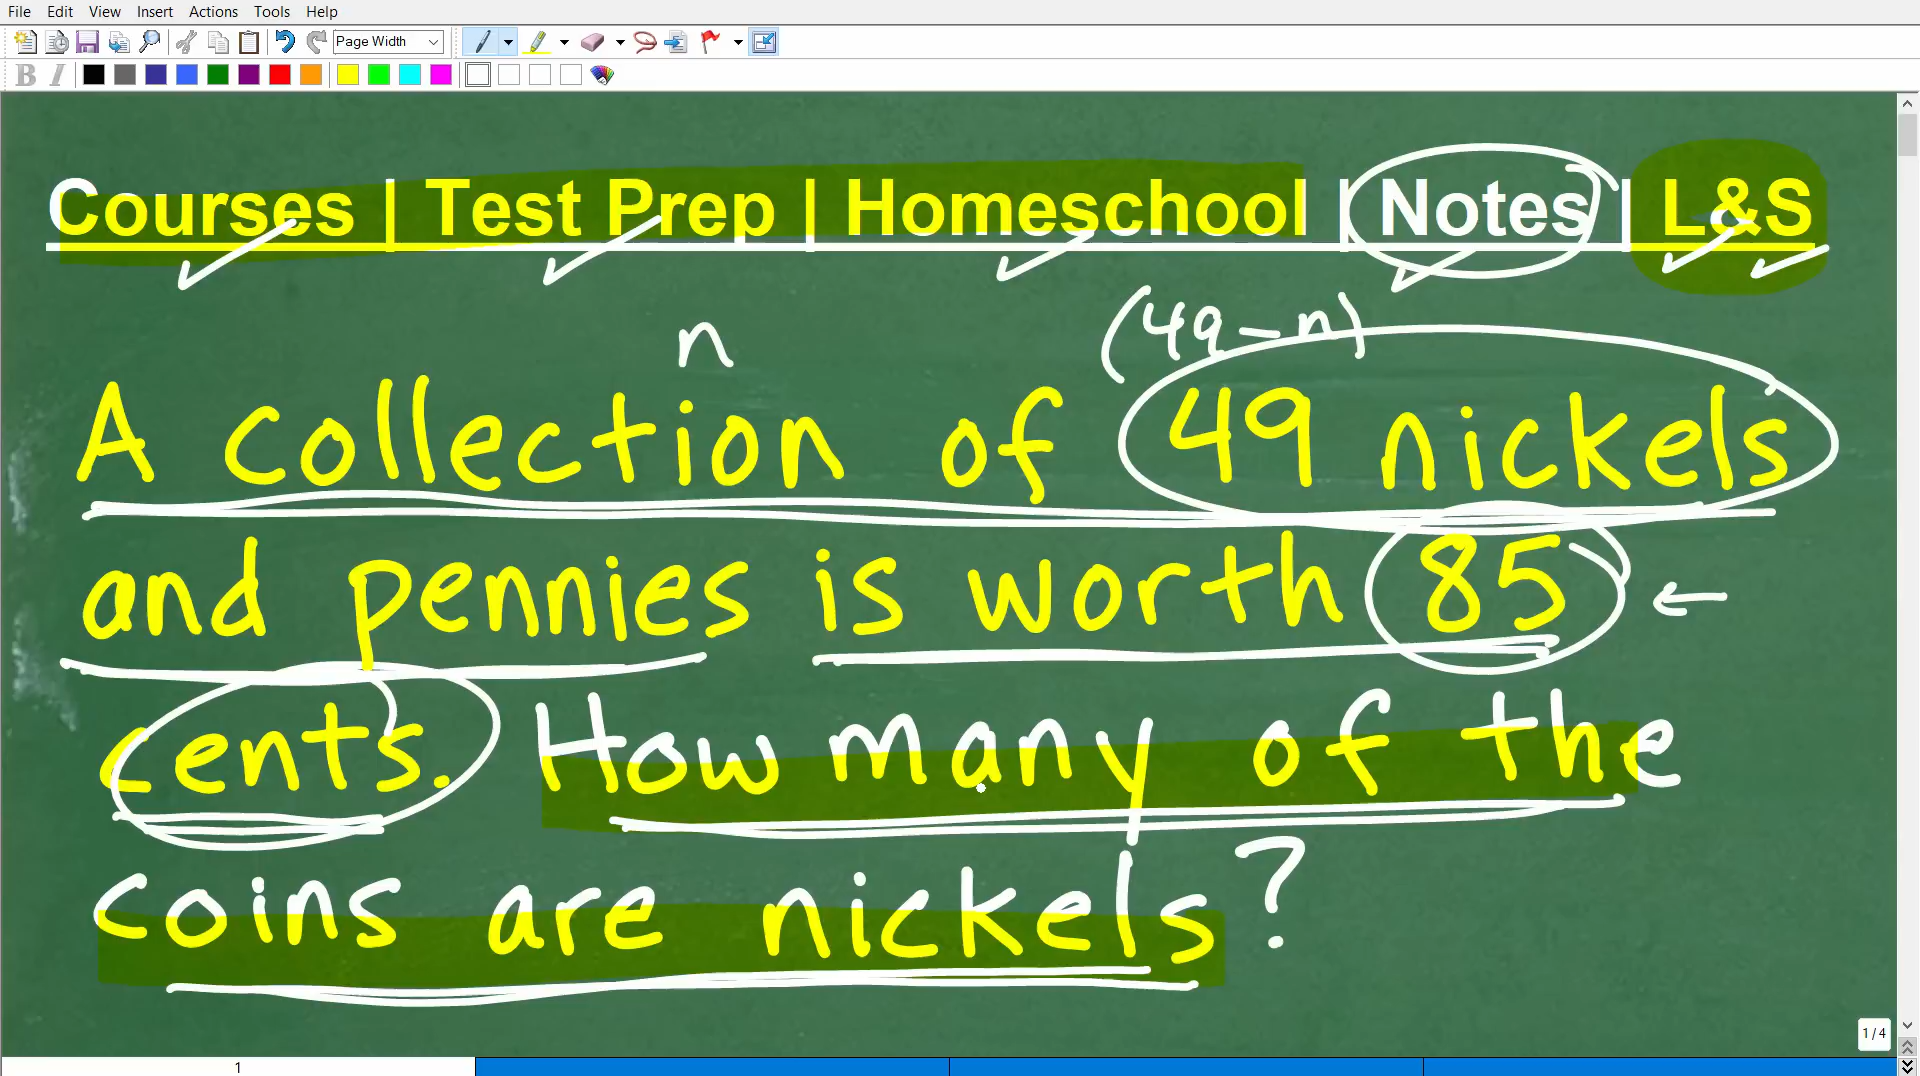 File Edit View Insert Actions Tools Help
Page Width
B I
Courses | Test Prep | Homeschool | Notes | L&S
n (49-n)
A collection of 49 nickels
and pennies is worth 85
cents. How many of the
coins are nickels?
1 / 4
1